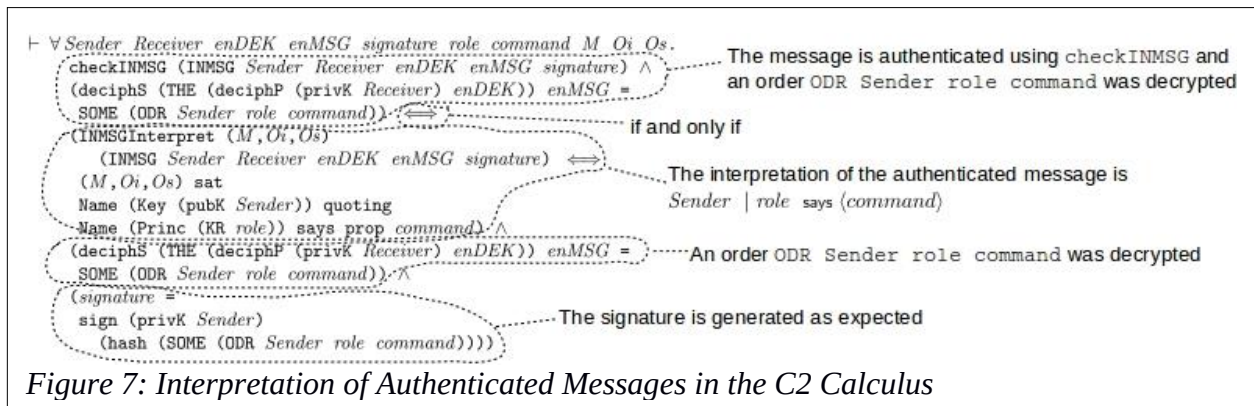 ⊢ ∀Sender Receiver enDEK enMSG signature role command M Oi Os.
checkINMSG (INMSG Sender Receiver enDEK enMSG signature) ∧
(deciphS (THE (deciphP (privK Receiver) enDEK)) enMSG =
SOME (ODR Sender role command)) ⟺
(INMSGInterpret (M,Oi,Os)
(INMSG Sender Receiver enDEK enMSG signature) ⟺
(M,Oi,Os) sat
Name (Key (pubK Sender)) quoting
Name (Princ (KR role)) says prop command) ∧
(deciphS (THE (deciphP (privK Receiver) enDEK)) enMSG =
SOME (ODR Sender role command)) ∧
(signature =
sign (privK Sender)
(hash (SOME (ODR Sender role command))))
The message is authenticated using checkINMSG and
an order ODR Sender role command was decrypted
if and only if
The interpretation of the authenticated message is
Sender | role says ⟨command⟩
An order ODR Sender role command was decrypted
The signature is generated as expected
Figure 7: Interpretation of Authenticated Messages in the C2 Calculus